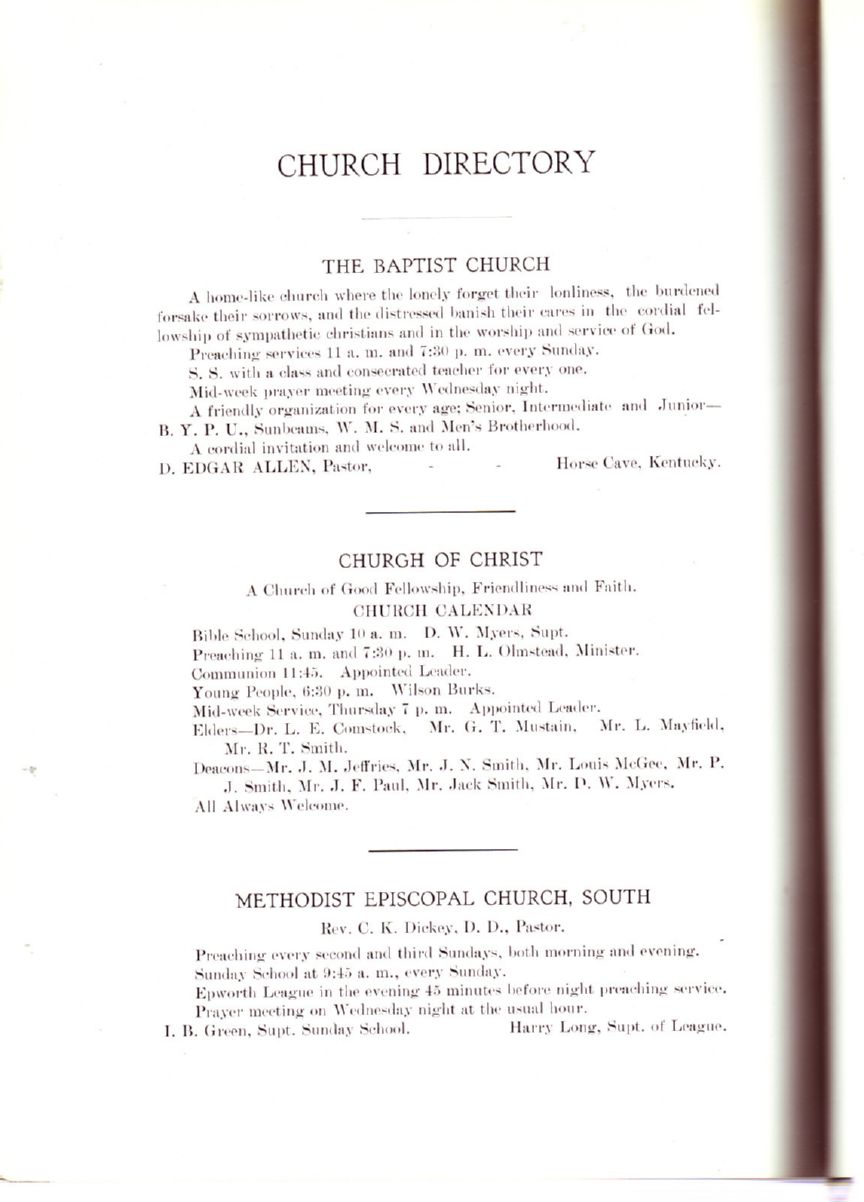 CHURCH DIRECTORY
THE BAPTIST CHURCH
A home-like church where the lonely forget their lonliness, the burdened
forsake their sorrows, and the distressed banish their cares in the cordial fel-
lowship of sympathetic christians and in the worship and service of God.
Preaching services 11 a. m. and 7:30 p. m. every Sunday.
S. S. with a class and consecrated teacher for every one.
Mid-week prayer meeting every Wednesday night.
A friendly organization for every age; Senior, Intermediate and Junior—
B. Y. P. U., Sunbeams, W. M. S. and Men's Brotherhood.
A cordial invitation and welcome to all.
D. EDGAR ALLEN, Pastor, - - Horse Cave, Kentucky.
CHURGH OF CHRIST
A Church of Good Fellowship, Friendliness and Faith.
CHURCH CALENDAR
Bible School, Sunday 10 a. m. D. W. Myers, Supt.
Preaching 11 a. m. and 7:30 p. m. H. L. Olmstead, Minister.
Communion 11:45. Appointed Leader.
Young People, 6:30 p. m. Wilson Burks.
Mid-week Service, Thursday 7 p. m. Appointed Leader.
Elders—Dr. L. E. Comstock, Mr. G. T. Mustain, Mr. L. Mayfield,
Mr. R. T. Smith.
Deacons—Mr. J. M. Jeffries, Mr. J. N. Smith, Mr. Louis McGee, Mr. P.
J. Smith, Mr. J. F. Paul, Mr. Jack Smith, Mr. D. W. Myers.
All Always Welcome.
METHODIST EPISCOPAL CHURCH, SOUTH
Rev. C. K. Dickey, D. D., Pastor.
Preaching every second and third Sundays, both morning and evening.
Sunday School at 9:45 a. m., every Sunday.
Epworth League in the evening 45 minutes before night preaching service.
Prayer meeting on Wednesday night at the usual hour.
I. B. Green, Supt. Sunday School. Harry Long, Supt. of League.